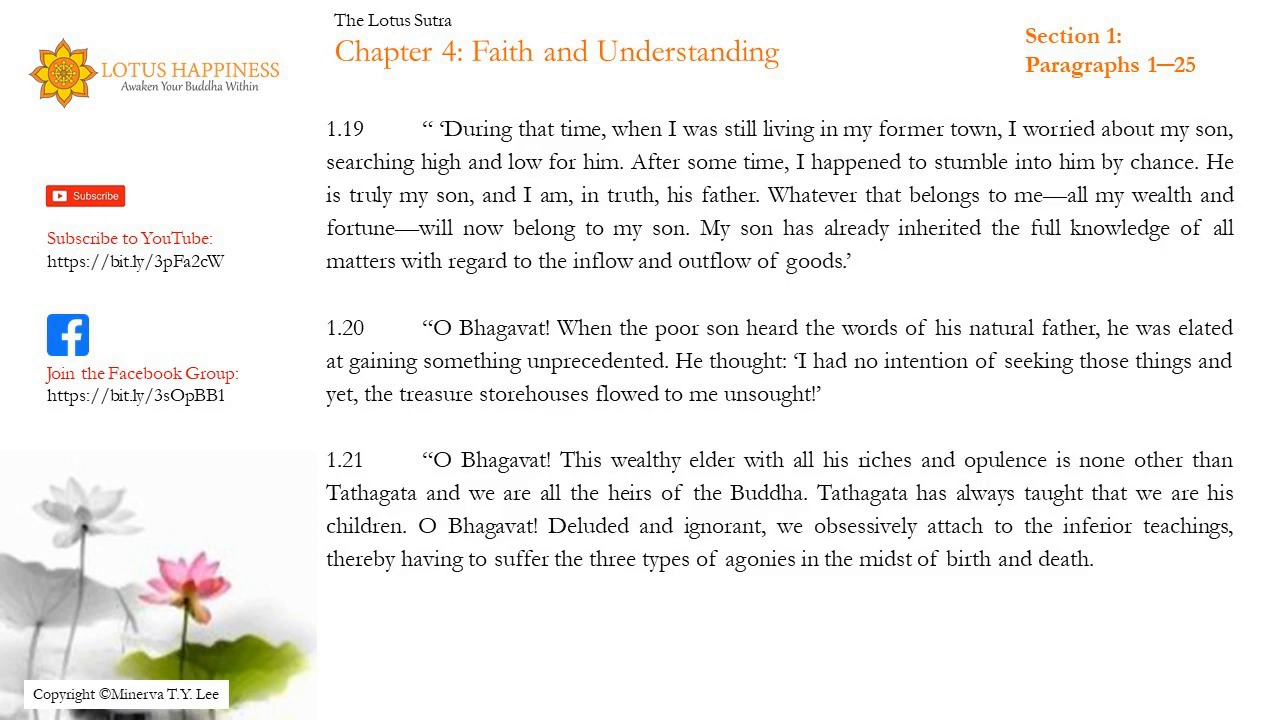 The Lotus Sutra
Chapter 4: Faith and Understanding
Section 1:
Paragraphs 1—25
LOTUS HAPPINESS
Awaken Your Buddha Within
Subscribe
Subscribe to YouTube:
https://bit.ly/3pFa2cW
Join the Facebook Group:
https://bit.ly/3sOpBB1
1.19 “ ‘During that time, when I was still living in my former town, I worried about my son,
searching high and low for him. After some time, I happened to stumble into him by chance. He
is truly my son, and I am, in truth, his father. Whatever that belongs to me—all my wealth and
fortune—will now belong to my son. My son has already inherited the full knowledge of all
matters with regard to the inflow and outflow of goods.’
1.20 “O Bhagavat! When the poor son heard the words of his natural father, he was elated
at gaining something unprecedented. He thought: ‘I had no intention of seeking those things and
yet, the treasure storehouses flowed to me unsought!’
1.21 “O Bhagavat! This wealthy elder with all his riches and opulence is none other than
Tathagata and we are all the heirs of the Buddha. Tathagata has always taught that we are his
children. O Bhagavat! Deluded and ignorant, we obsessively attach to the inferior teachings,
thereby having to suffer the three types of agonies in the midst of birth and death.
Copyright ©Minerva T.Y. Lee